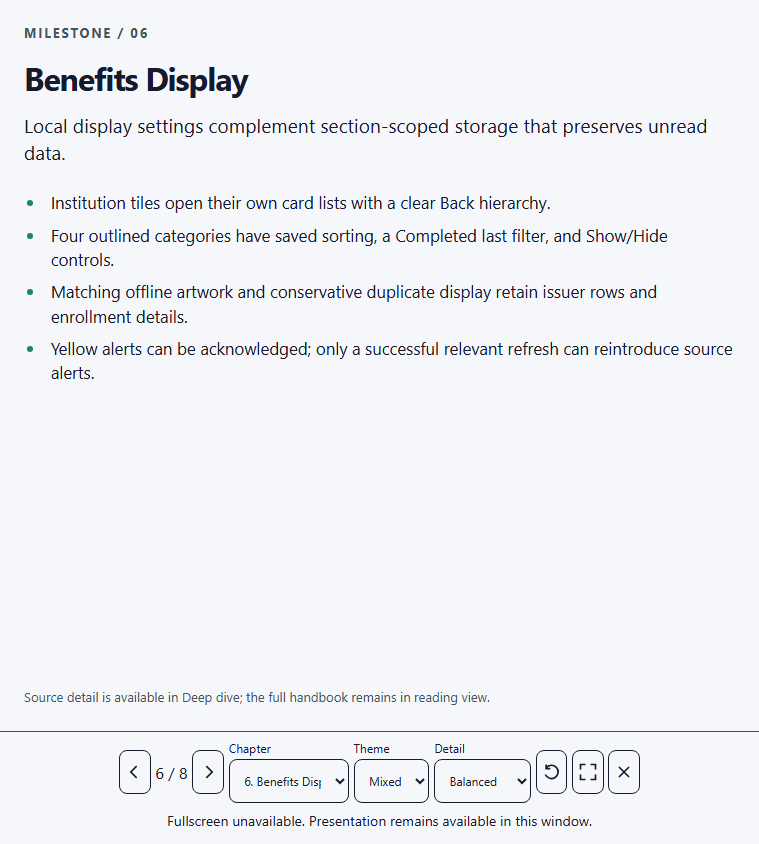 MILESTONE / 06
Benefits Display
Local display settings complement section-scoped storage that preserves unread
data.
Institution tiles open their own card lists with a clear Back hierarchy.
Four outlined categories have saved sorting, a Completed last filter, and Show/Hide
controls.
Matching offline artwork and conservative duplicate display retain issuer rows and
enrollment details.
Yellow alerts can be acknowledged; only a successful relevant refresh can reintroduce source
alerts.
Source detail is available in Deep dive; the full handbook remains in reading view.
Chapter Theme Detail
6 / 8 6. Benefits Disp Mixed Balanced
Fullscreen unavailable. Presentation remains available in this window.